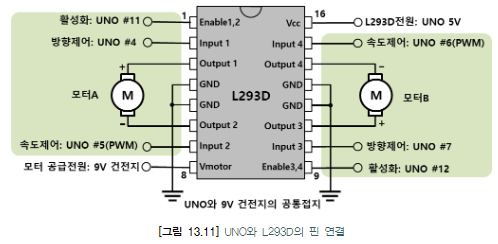 활성화: UNO #11
1
Enable1,2
Vcc
16
L293D전원: UNO 5V
방향제어: UNO #4
Input 1
Input 4
속도제어: UNO #6(PWM)
+
Output 1
Output 4
−
모터A
M
GND
GND
M
모터B
GND
L293D
GND
−
Output 2
Output 3
+
속도제어: UNO #5(PWM)
Input 2
Input 3
방향제어: UNO #7
모터 공급전원: 9V 건전지
8
Vmotor
Enable3,4
9
활성화: UNO #12
UNO와 9V 건전지의 공통접지
[그림 13.11] UNO와 L293D의 핀 연결